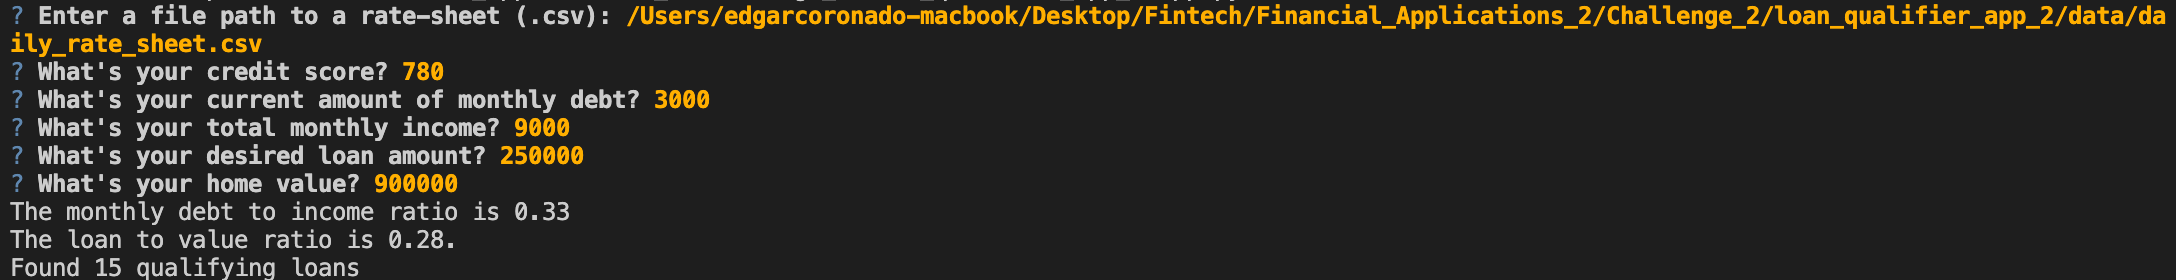 ? Enter a file path to a rate-sheet (.csv): /Users/edgarcoronado-macbook/Desktop/Fintech/Financial_Applications_2/Challenge_2/loan_qualifier_app_2/data/da
ily_rate_sheet.csv
? What's your credit score? 780
? What's your current amount of monthly debt? 3000
? What's your total monthly income? 9000
? What's your desired loan amount? 250000
? What's your home value? 900000
The monthly debt to income ratio is 0.33
The loan to value ratio is 0.28.
Found 15 qualifying loans